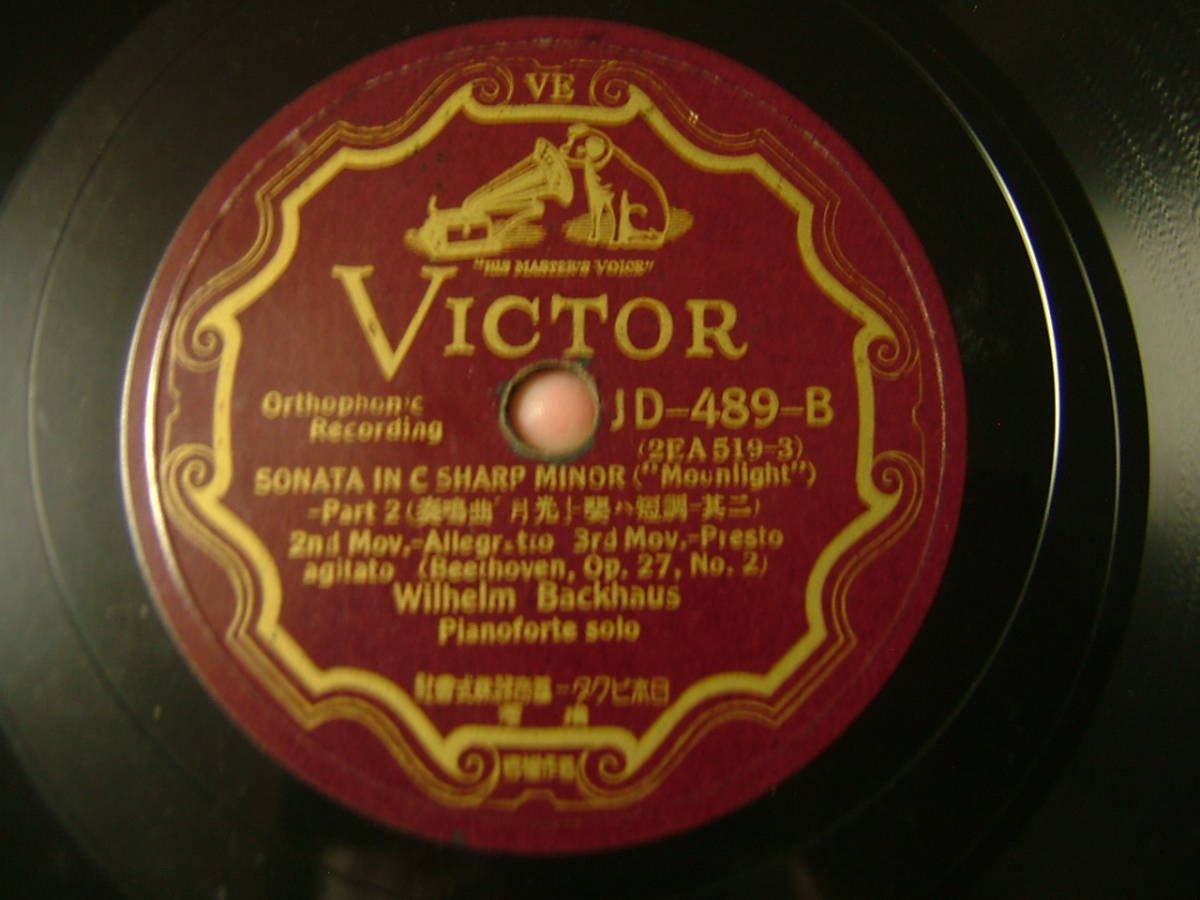 VE
"HIS MASTER'S VOICE"
VICTOR
Orthophonic Recording
JD-489-B
(2EA 519-3)
SONATA IN C SHARP MINOR ("Moonlight")
=Part 2 (奏鳴曲「月光」嬰ハ短調=其二)
2nd Mov.-Allegretto 3rd Mov.-Presto
agitato (Beethoven, Op. 27, No. 2)
Wilhelm Backhaus
Pianoforte solo
日本ビクター蓄音器株式會社